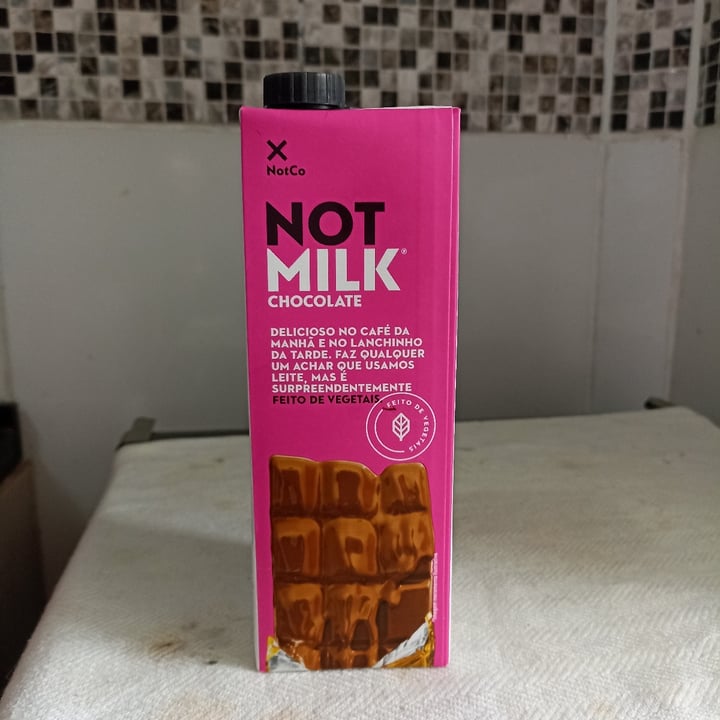 NotCo
NOT
MILK®
CHOCOLATE
DELICIOSO NO CAFÉ DA
MANHÃ E NO LANCHINHO
DA TARDE. FAZ QUALQUER
UM ACHAR QUE USAMOS
LEITE, MAS É
SURPREENDENTEMENTE
FEITO DE VEGETAIS.
FEITO DE VEGETAIS